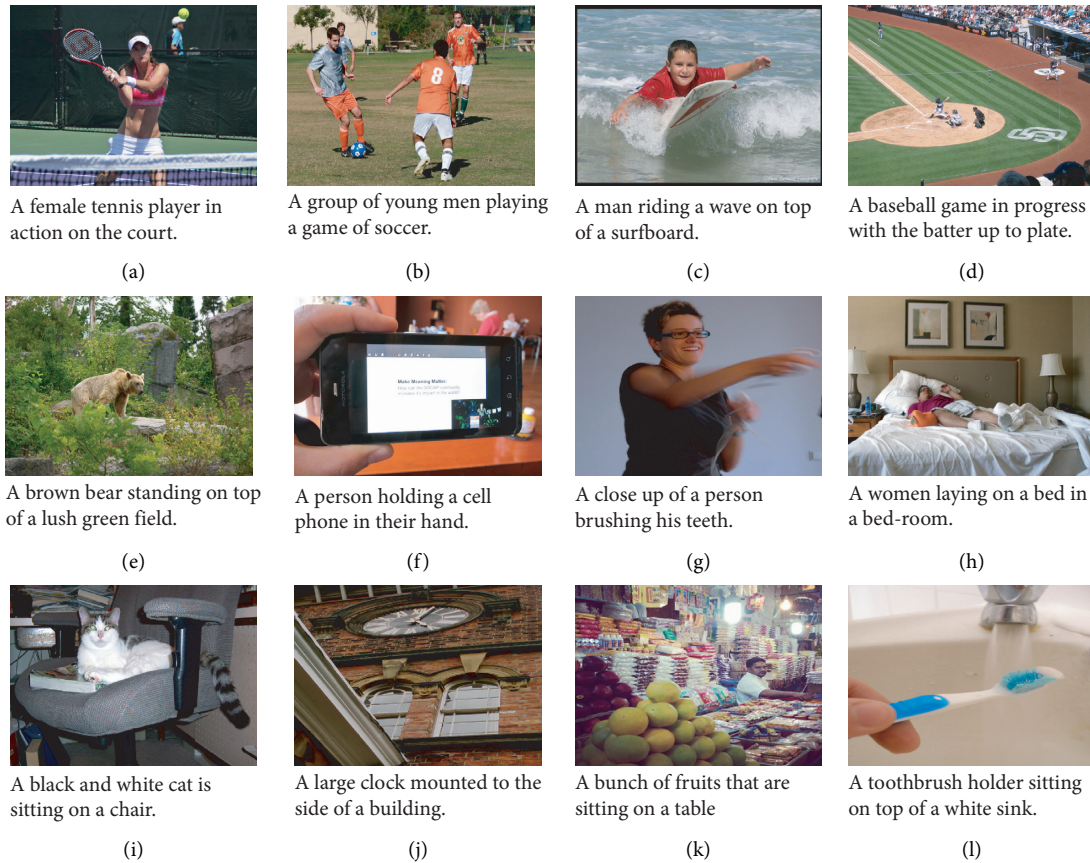 A female tennis player in
action on the court.
(a)
A group of young men playing
a game of soccer.
(b)
8
A man riding a wave on top
of a surfboard.
(c)
A baseball game in progress
with the batter up to plate.
(d)
A brown bear standing on top
of a lush green field.
(e)
Make Meaning Matter:
A person holding a cell
phone in their hand.
(f)
A close up of a person
brushing his teeth.
(g)
A women laying on a bed in
a bed-room.
(h)
A black and white cat is
sitting on a chair.
(i)
A large clock mounted to the
side of a building.
(j)
A bunch of fruits that are
sitting on a table
(k)
A toothbrush holder sitting
on top of a white sink.
(l)